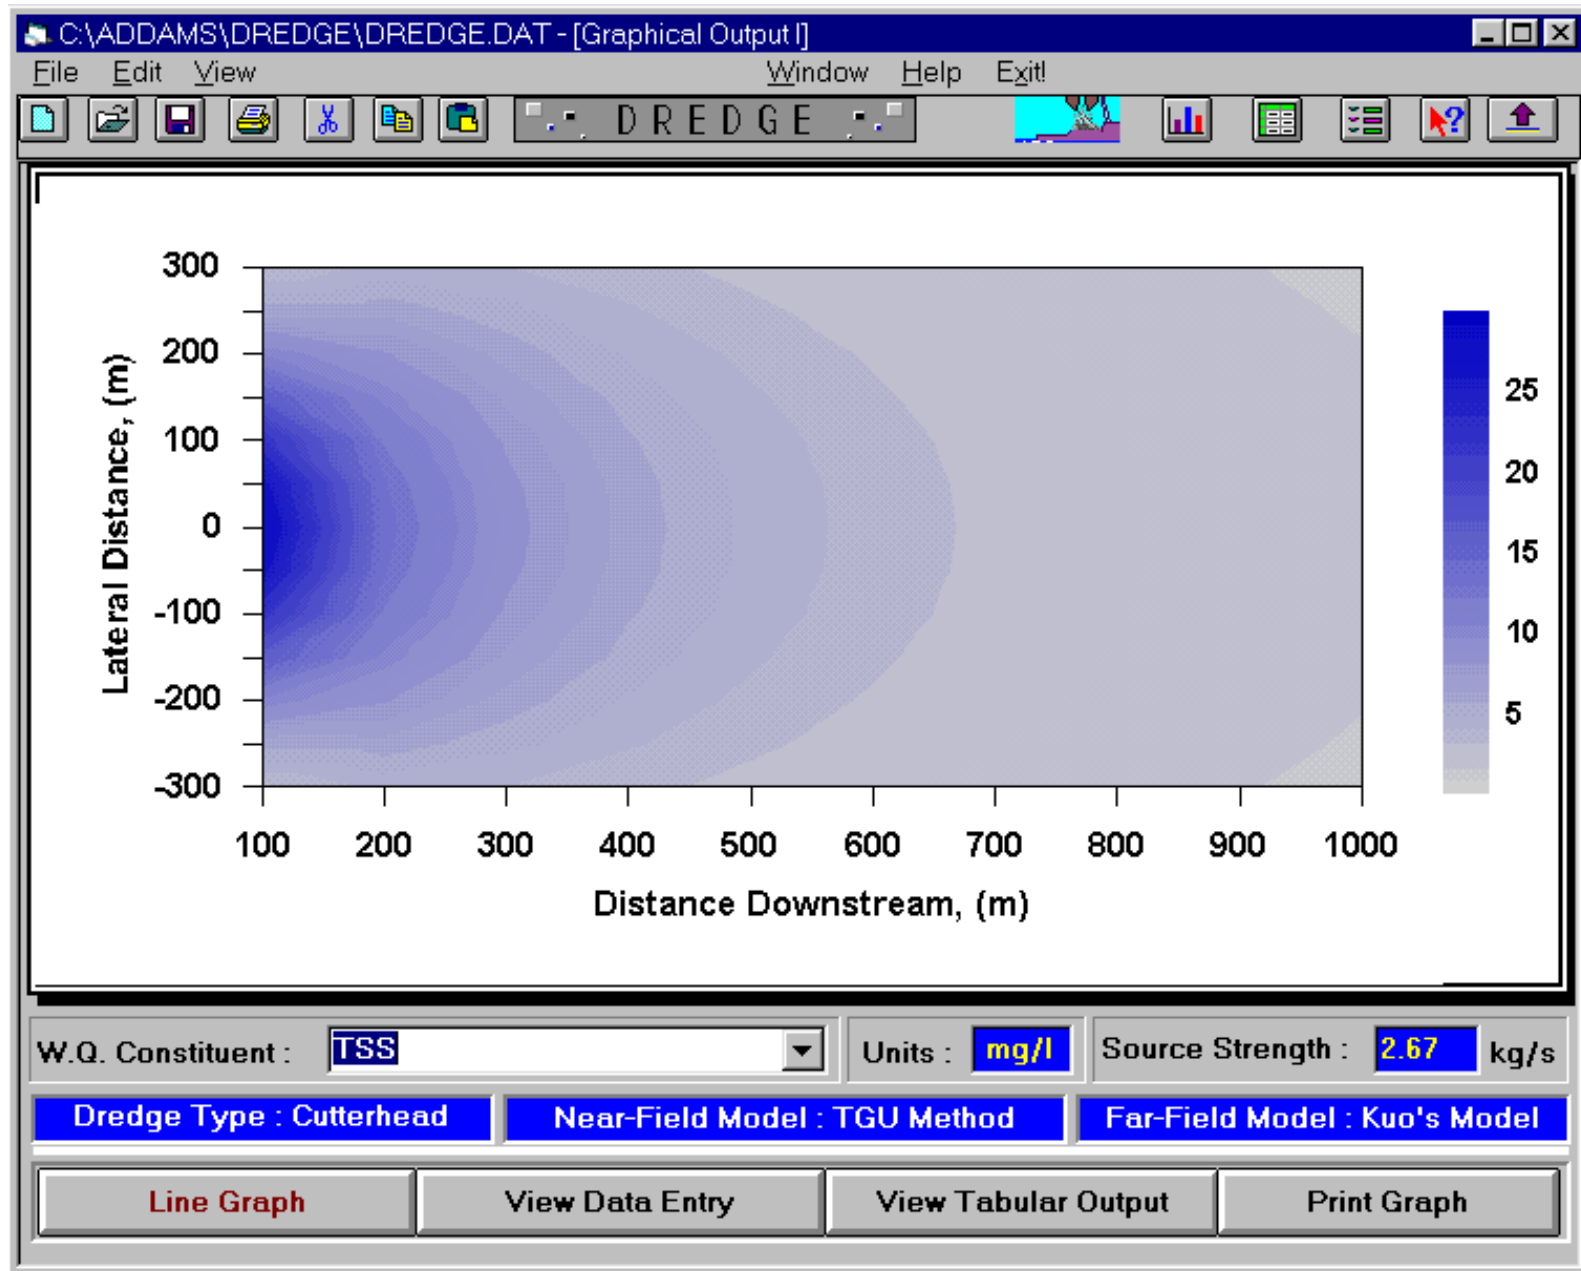 C:\ADDAMS\DREDGE\DREDGE.DAT - [Graphical Output I]
File Edit View Window Help Exit!
DREDGE
300
200
100
0
-100
-200
-300
Lateral Distance, (m)
100 200 300 400 500 600 700 800 900 1000
Distance Downstream, (m)
25
20
15
10
5
W.Q. Constituent : TSS Units : mg/l Source Strength : 2.67 kg/s
Dredge Type : Cutterhead Near-Field Model : TGU Method Far-Field Model : Kuo's Model
Line Graph View Data Entry View Tabular Output Print Graph